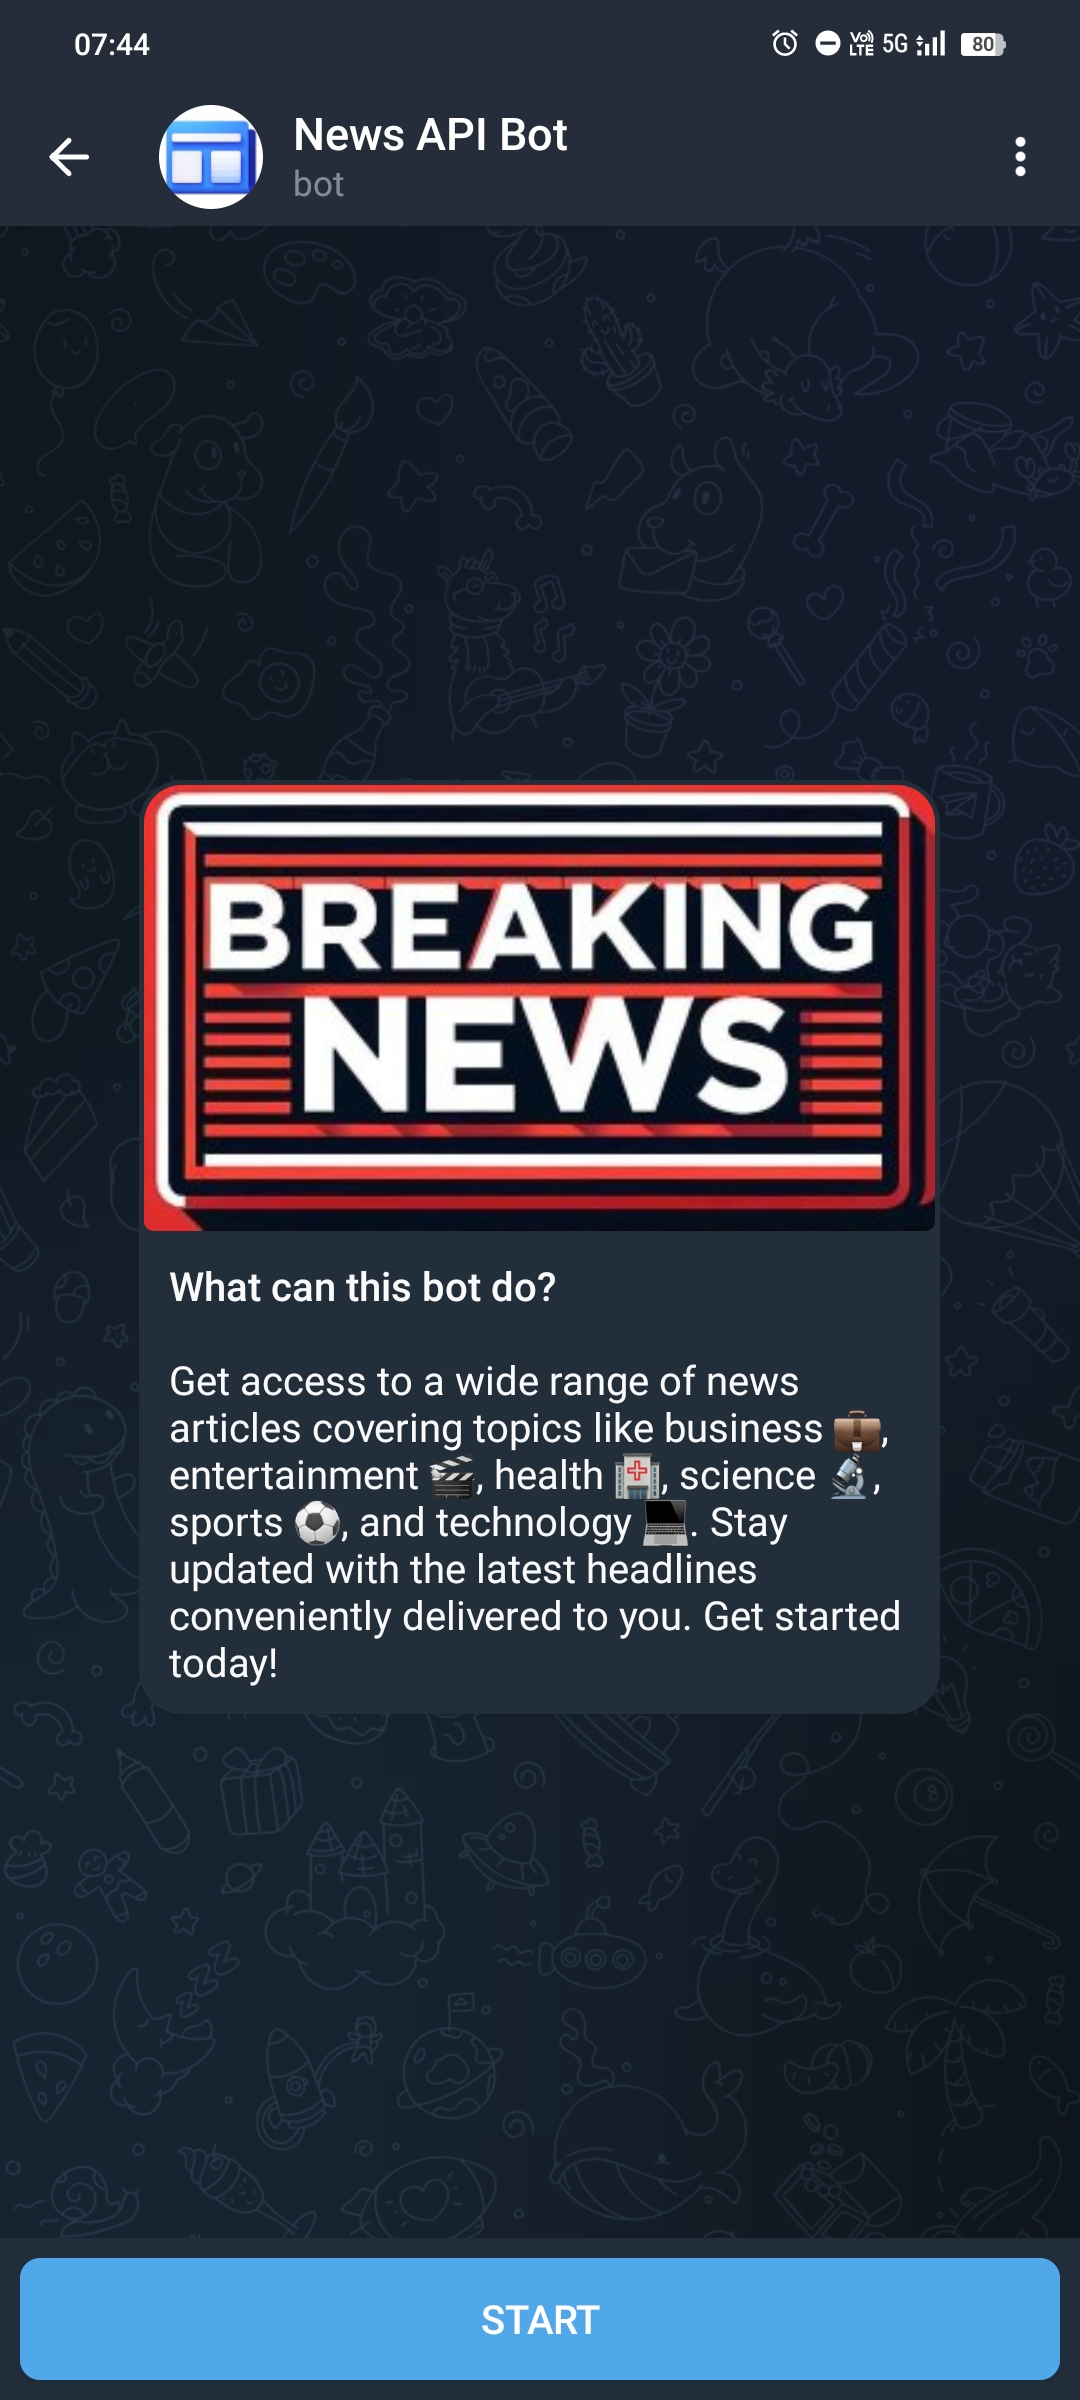 07:44
Vo) LTE 5G 80
News API Bot
bot
BREAKING
NEWS
What can this bot do?
Get access to a wide range of news
articles covering topics like business 💼,
entertainment 🎬, health 🏥, science 🔬,
sports ⚽, and technology 💻. Stay
updated with the latest headlines
conveniently delivered to you. Get started
today!
START